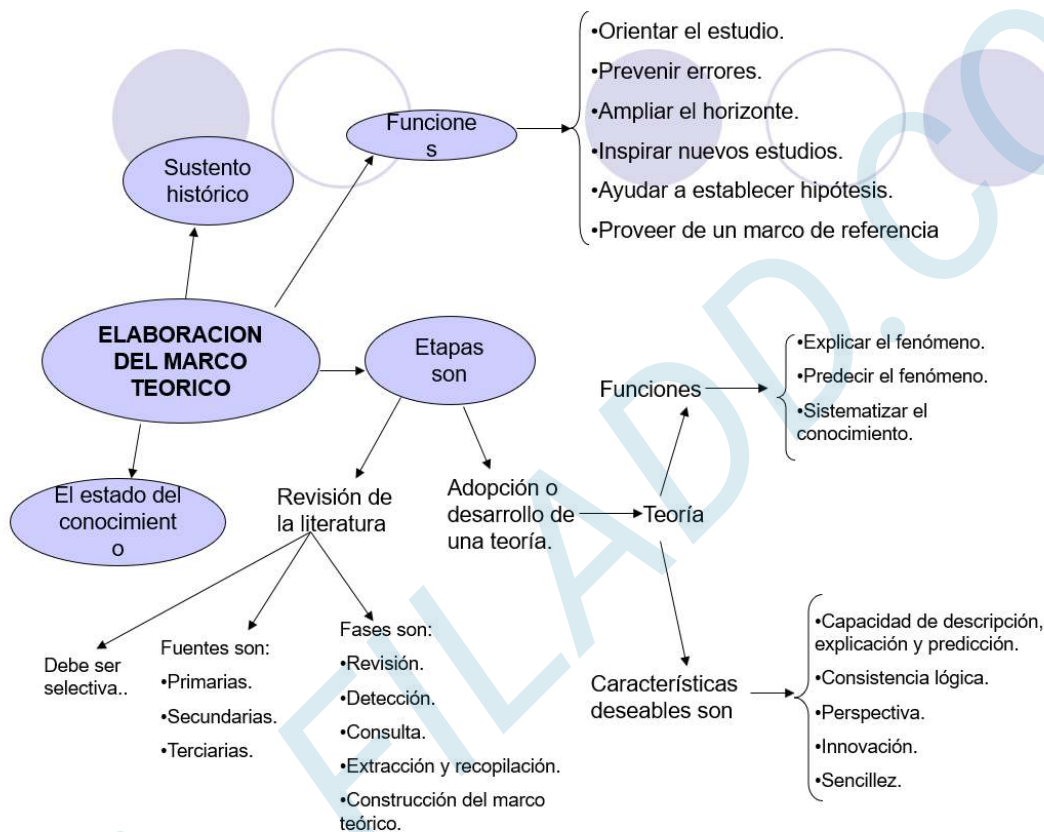 •Orientar el estudio.
•Prevenir errores.
•Ampliar el horizonte.
•Inspirar nuevos estudios.
•Ayudar a establecer hipótesis.
•Proveer de un marco de referencia
Funcione
s
Sustento
histórico
ELABORACION
DEL MARCO
TEORICO
Etapas
son
El estado del
conocimient
o
Revisión de
la literatura
Adopción o
desarrollo de
una teoría.
Teoría
Funciones
•Explicar el fenómeno.
•Predecir el fenómeno.
•Sistematizar el
conocimiento.
Debe ser
selectiva..
Fuentes son:
•Primarias.
•Secundarias.
•Terciarias.
Fases son:
•Revisión.
•Detección.
•Consulta.
•Extracción y recopilación.
•Construcción del marco
teórico.
Características
deseables son
•Capacidad de descripción,
explicación y predicción.
•Consistencia lógica.
•Perspectiva.
•Innovación.
•Sencillez.
FILADD.CO